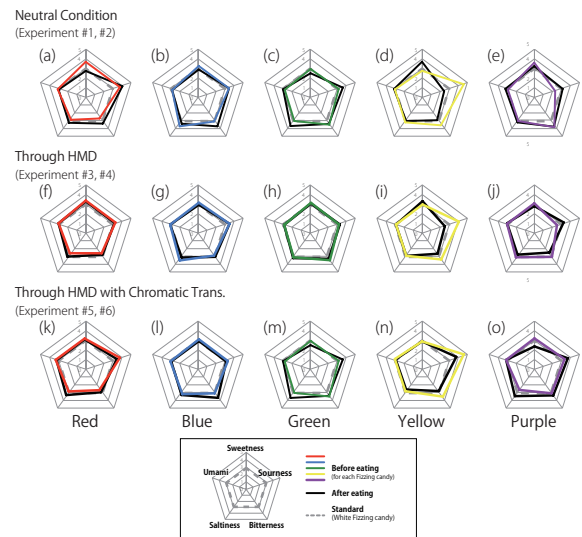 Neutral Condition
(Experiment #1, #2)
(a) (b) (c) (d) (e)
Through HMD
(Experiment #3, #4)
(f) (g) (h) (i) (j)
Through HMD with Chromatic Trans.
(Experiment #5, #6)
(k) (l) (m) (n) (o)
Red Blue Green Yellow Purple
Sweetness
Umami Sourness
Saltiness Bitterness
Before eating
(for each Fizzing candy)
After eating
Standard
(White Fizzing candy)